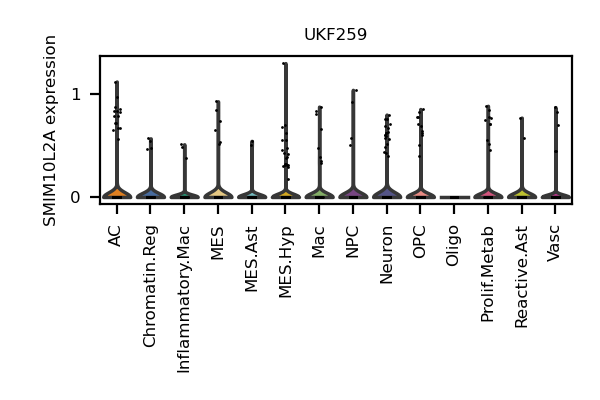 UKF259
SMIM10L2A expression
1
0
AC
Chromatin.Reg
Inflammatory.Mac
MES
MES.Ast
MES.Hyp
Mac
NPC
Neuron
OPC
Oligo
Prolif.Metab
Reactive.Ast
Vasc